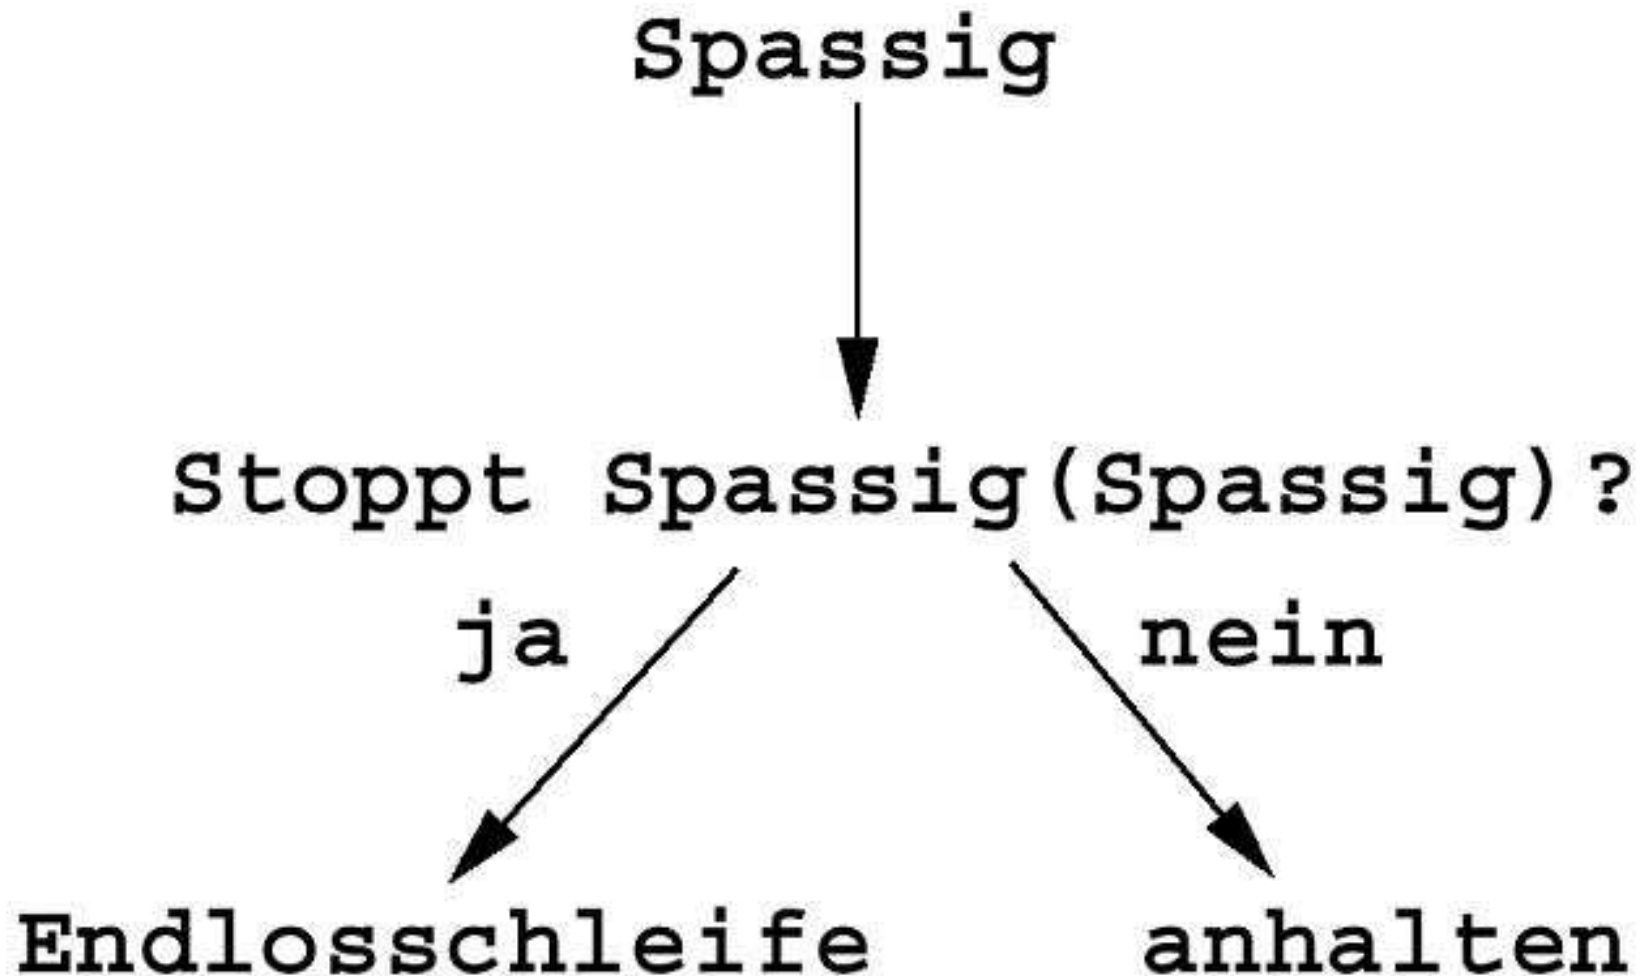 Spassig
Stoppt Spassig(Spassig)?
ja
nein
Endlosschleife
anhalten